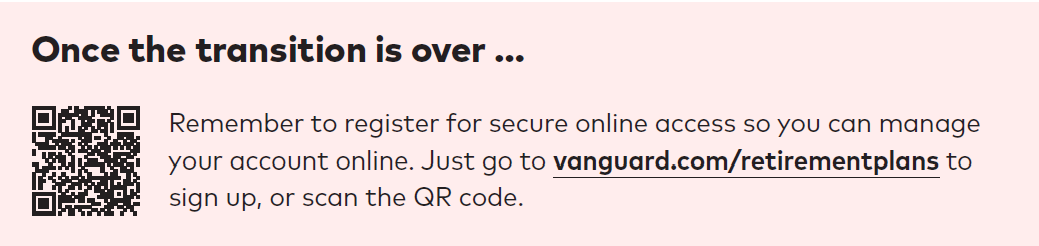 Once the transition is over ...
Remember to register for secure online access so you can manage
your account online. Just go to vanguard.com/retirementplans to
sign up, or scan the QR code.